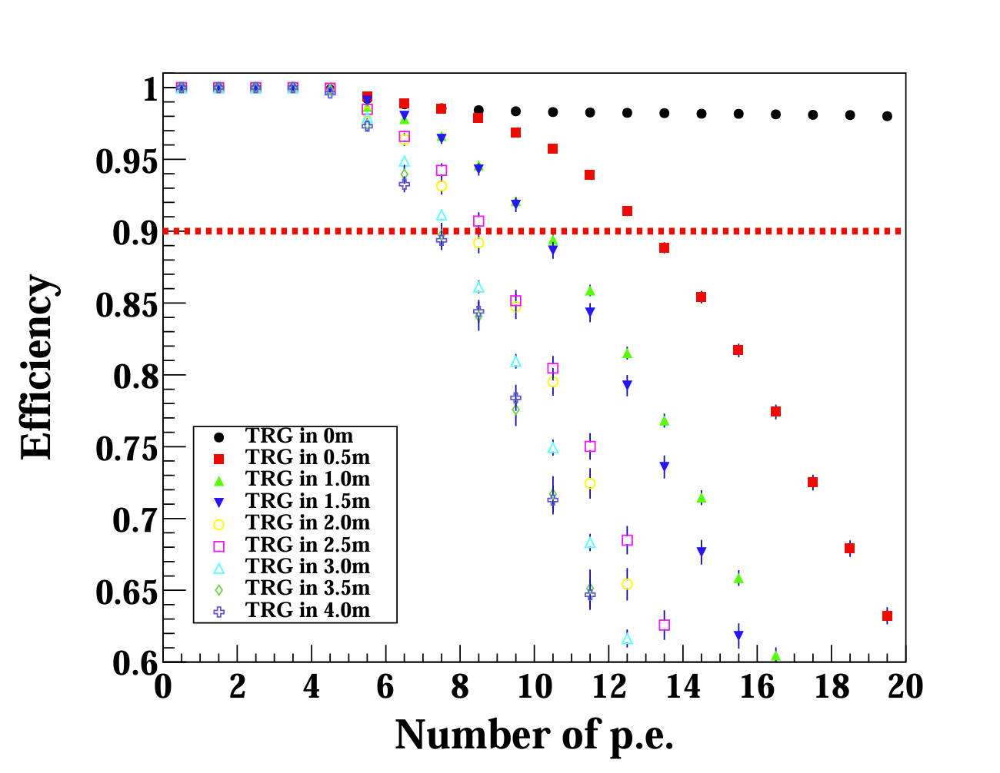 1
0.95
0.9
0.85
0.8
0.75
0.7
0.65
0.6
Efficiency
TRG in 0m
TRG in 0.5m
TRG in 1.0m
TRG in 1.5m
TRG in 2.0m
TRG in 2.5m
TRG in 3.0m
TRG in 3.5m
TRG in 4.0m
0 2 4 6 8 10 12 14 16 18 20
Number of p.e.